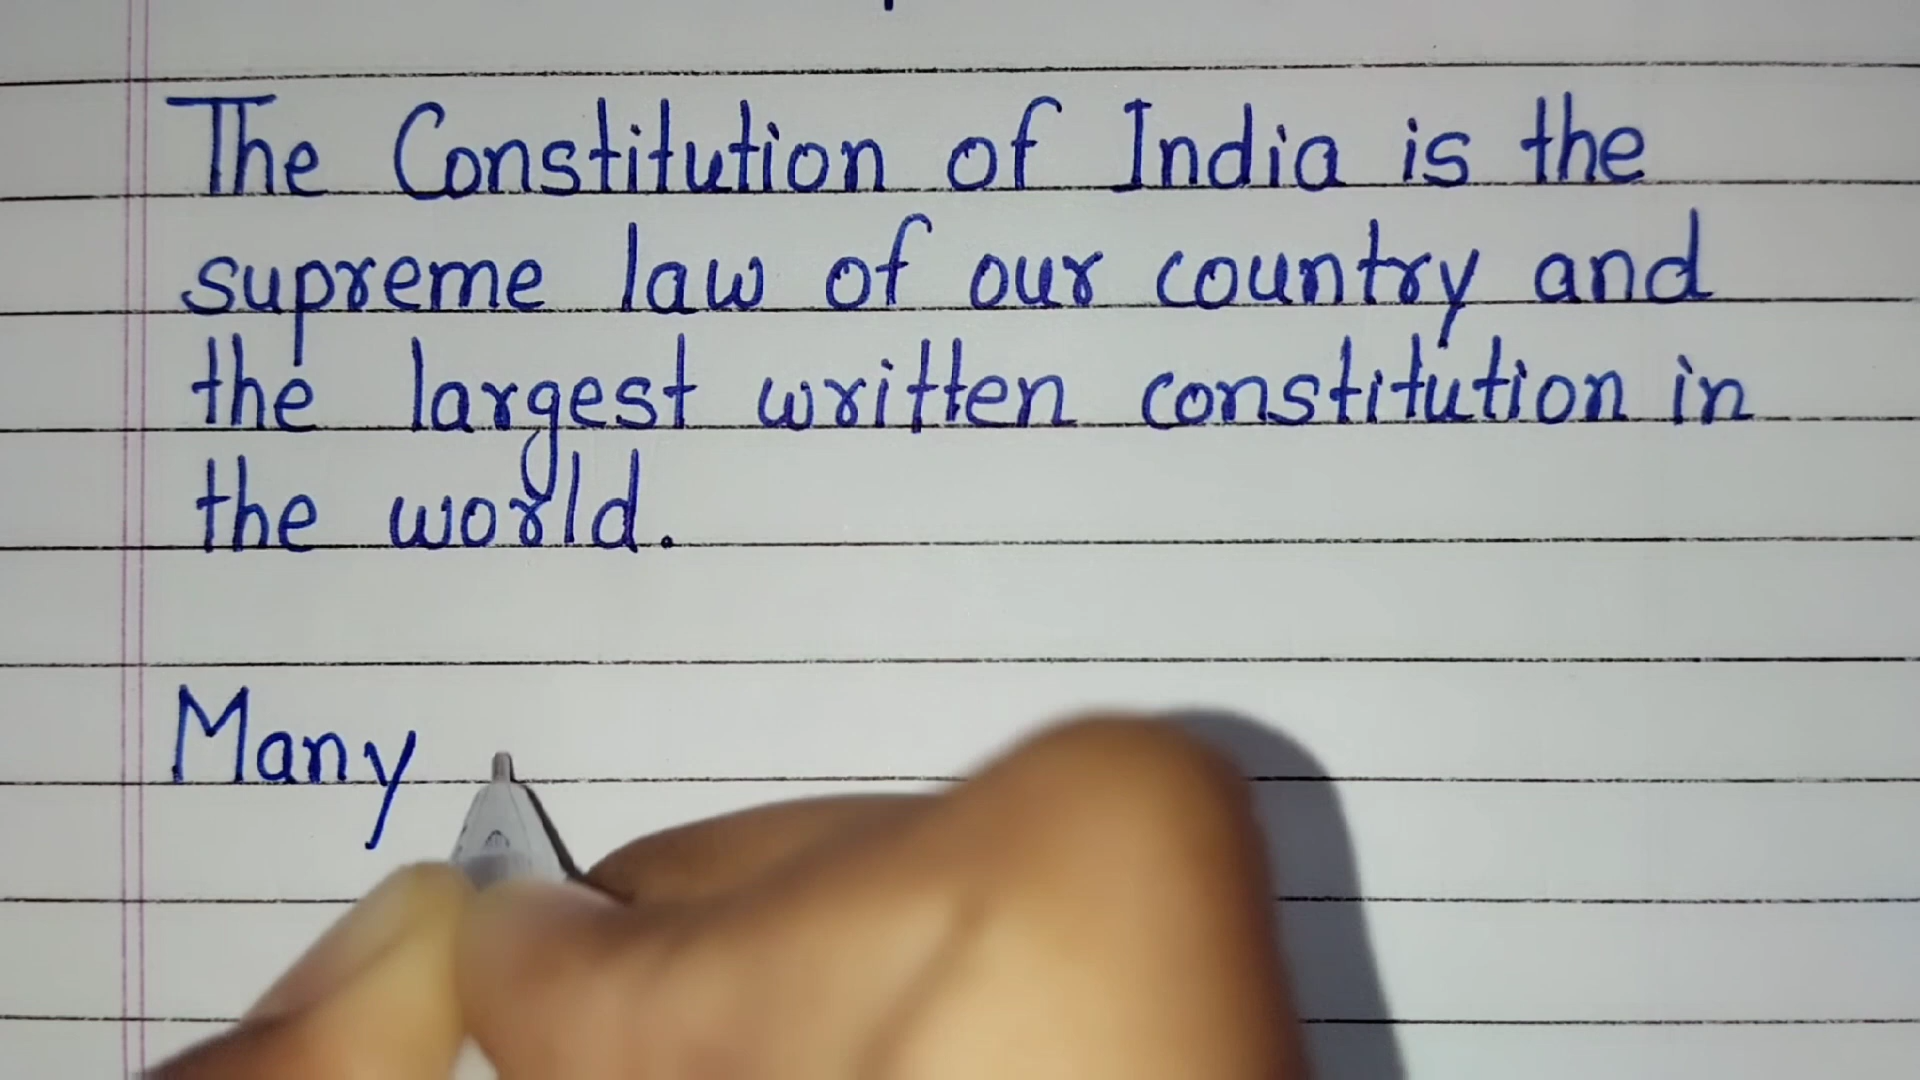 The Constitution of India is the
supreme law of our country and
the largest written constitution in
the world.
Many